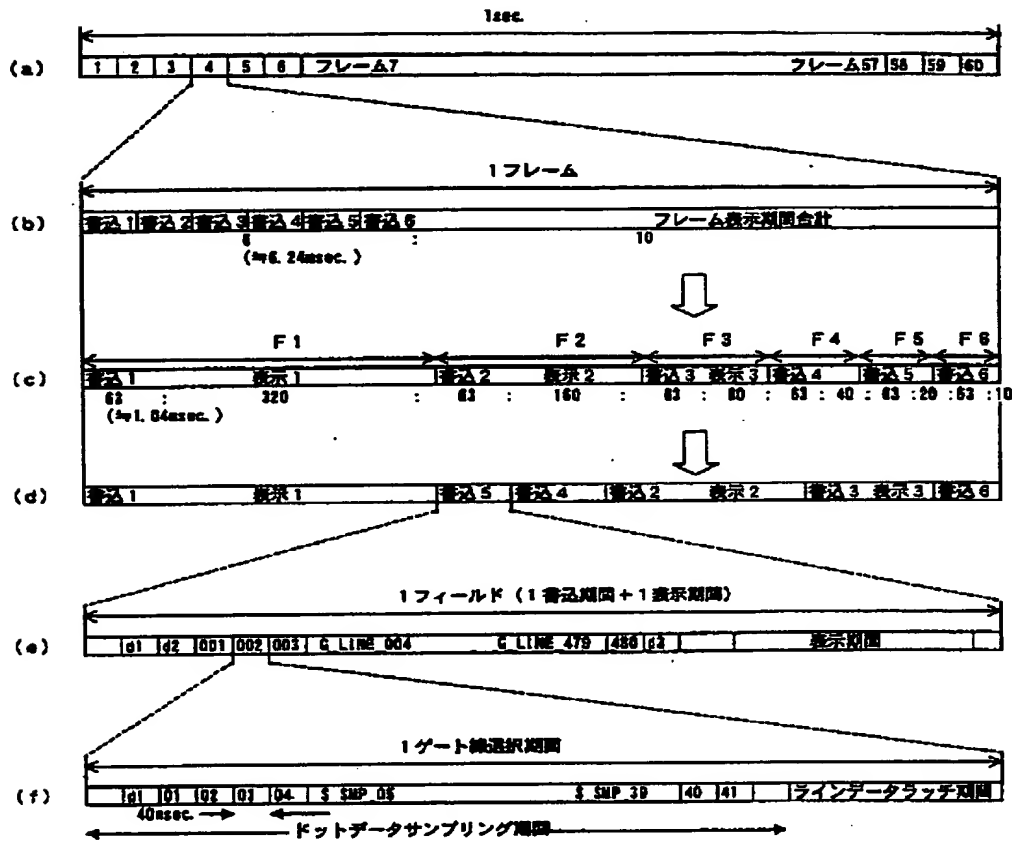 1sec.
(a) 1 2 3 4 5 6 フレーム7 フレーム57 58 59 60
1フレーム
(b) 書込1 書込2 書込3 書込4 書込5 書込6 フレーム表示期間合計
6 : 10
(≒6.24msec.)
F1 F2 F3 F4 F5 F6
(c) 書込1 表示1 書込2 表示2 書込3 表示3 書込4 書込5 書込6
63 : 320 : 63 : 160 : 63 : 80 : 63 : 40 : 63 : 20 : 63 : 10
(≒1.04msec.)
(d) 書込1 表示1 書込5 書込4 書込2 表示2 書込3 表示3 書込6
1フィールド(1書込期間+1表示期間)
(e) d1 d2 001 002 003 G_LINE_004 G_LINE_479 480 d3 表示期間
1ゲート線選択期間
(f) d1 01 02 03 04 S_SMP_05 S_SMP_39 40 41 ラインデータラッチ期間
40nsec.
ドットデータサンプリング期間